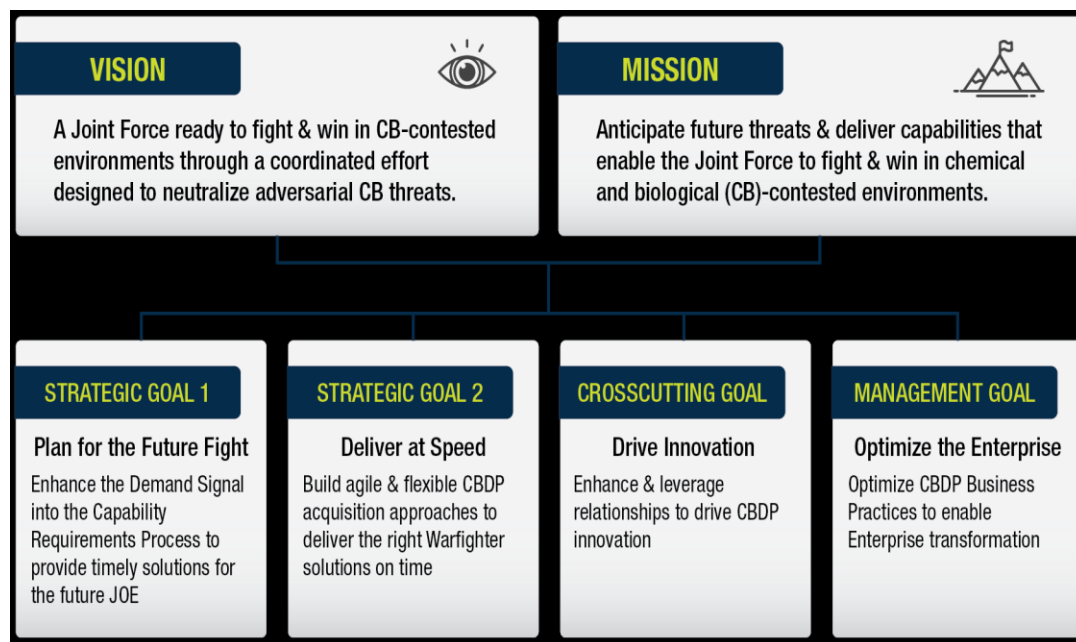 VISION
A Joint Force ready to fight & win in CB-contested
environments through a coordinated effort
designed to neutralize adversarial CB threats.
MISSION
Anticipate future threats & deliver capabilities that
enable the Joint Force to fight & win in chemical
and biological (CB)-contested environments.
STRATEGIC GOAL 1
Plan for the Future Fight
Enhance the Demand Signal
into the Capability
Requirements Process to
provide timely solutions for
the future JOE
STRATEGIC GOAL 2
Deliver at Speed
Build agile & flexible CBDP
acquisition approaches to
deliver the right Warfighter
solutions on time
CROSSCUTTING GOAL
Drive Innovation
Enhance & leverage
relationships to drive CBDP
innovation
MANAGEMENT GOAL
Optimize the Enterprise
Optimize CBDP Business
Practices to enable
Enterprise transformation